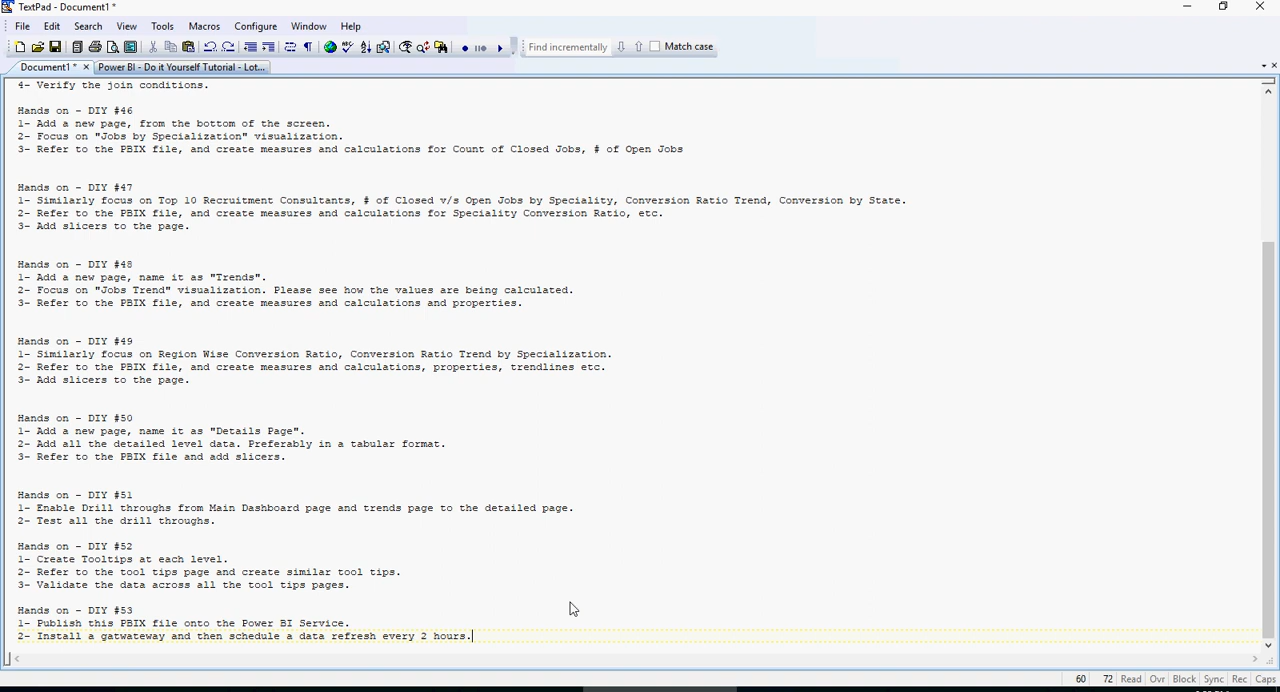 TextPad - Document1 *
File Edit Search View Tools Macros Configure Window Help
Find incrementally Match case
Document1 * Power BI - Do it Yourself Tutorial - Lot...
4- Verify the join conditions.
Hands on - DIY #46
1- Add a new page, from the bottom of the screen.
2- Focus on "Jobs by Specialization" visualization.
3- Refer to the PBIX file, and create measures and calculations for Count of Closed Jobs, # of Open Jobs
Hands on - DIY #47
1- Similarly focus on Top 10 Recruitment Consultants, # of Closed v/s Open Jobs by Speciality, Conversion Ratio Trend, Conversion by State.
2- Refer to the PBIX file, and create measures and calculations for Speciality Conversion Ratio, etc.
3- Add slicers to the page.
Hands on - DIY #48
1- Add a new page, name it as "Trends".
2- Focus on "Jobs Trend" visualization. Please see how the values are being calculated.
3- Refer to the PBIX file, and create measures and calculations and properties.
Hands on - DIY #49
1- Similarly focus on Region Wise Conversion Ratio, Conversion Ratio Trend by Specialization.
2- Refer to the PBIX file, and create measures and calculations, properties, trendlines etc.
3- Add slicers to the page.
Hands on - DIY #50
1- Add a new page, name it as "Details Page".
2- Add all the detailed level data. Preferably in a tabular format.
3- Refer to the PBIX file and add slicers.
Hands on - DIY #51
1- Enable Drill throughs from Main Dashboard page and trends page to the detailed page.
2- Test all the drill throughs.
Hands on - DIY #52
1- Create Tooltips at each level.
2- Refer to the tool tips page and create similar tool tips.
3- Validate the data across all the tool tips pages.
Hands on - DIY #53
1- Publish this PBIX file onto the Power BI Service.
2- Install a gatwateway and then schedule a data refresh every 2 hours.
60 72 Read Ovr Block Sync Rec Caps